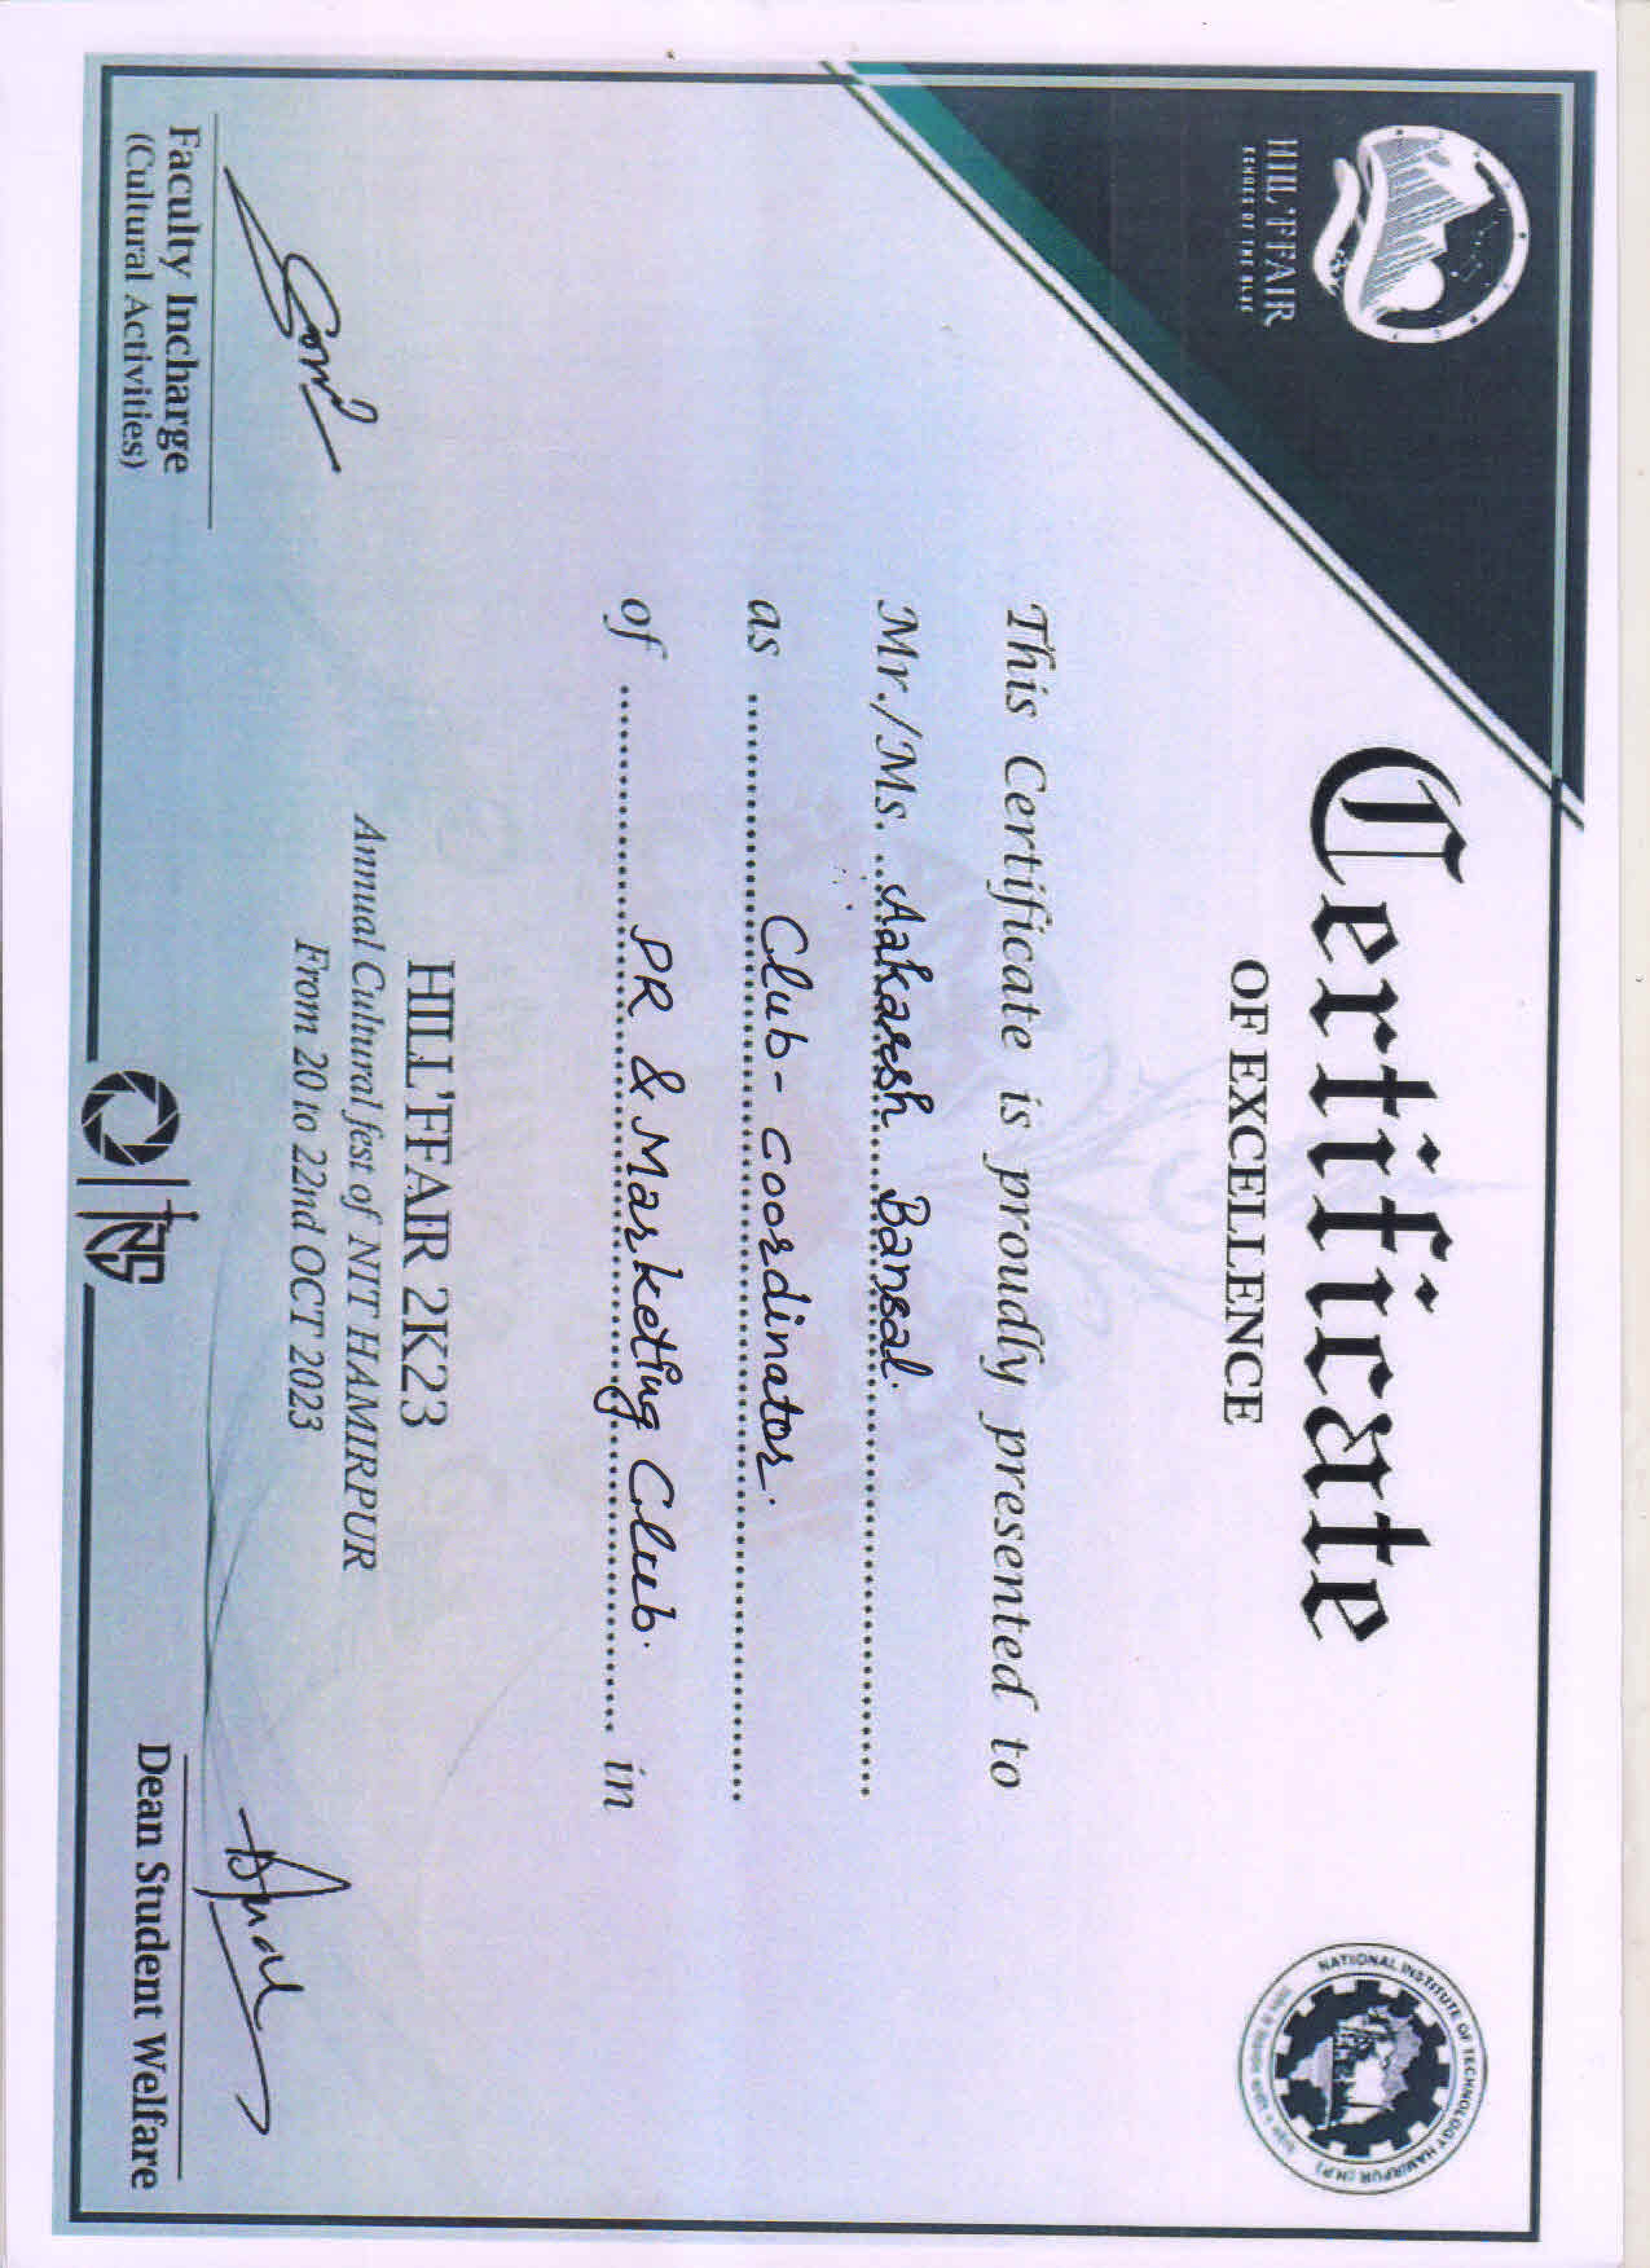 HILL'FFAIR
ECHOES OF THE BLUE
Certificate
OF EXCELLENCE
NATIONAL INSTITUTE OF TECHNOLOGY HAMIRPUR (H.P.)
This Certificate is proudly presented to
Mr./Ms. Aakarsh Bansal.
as Club- coordinator.
of PR & Marketing Club. in
HILL'FFAIR 2K23
Annual Cultural fest of NIT HAMIRPUR
From 20 to 22nd OCT 2023
Faculty Incharge
(Cultural Activities)
Dean Student Welfare